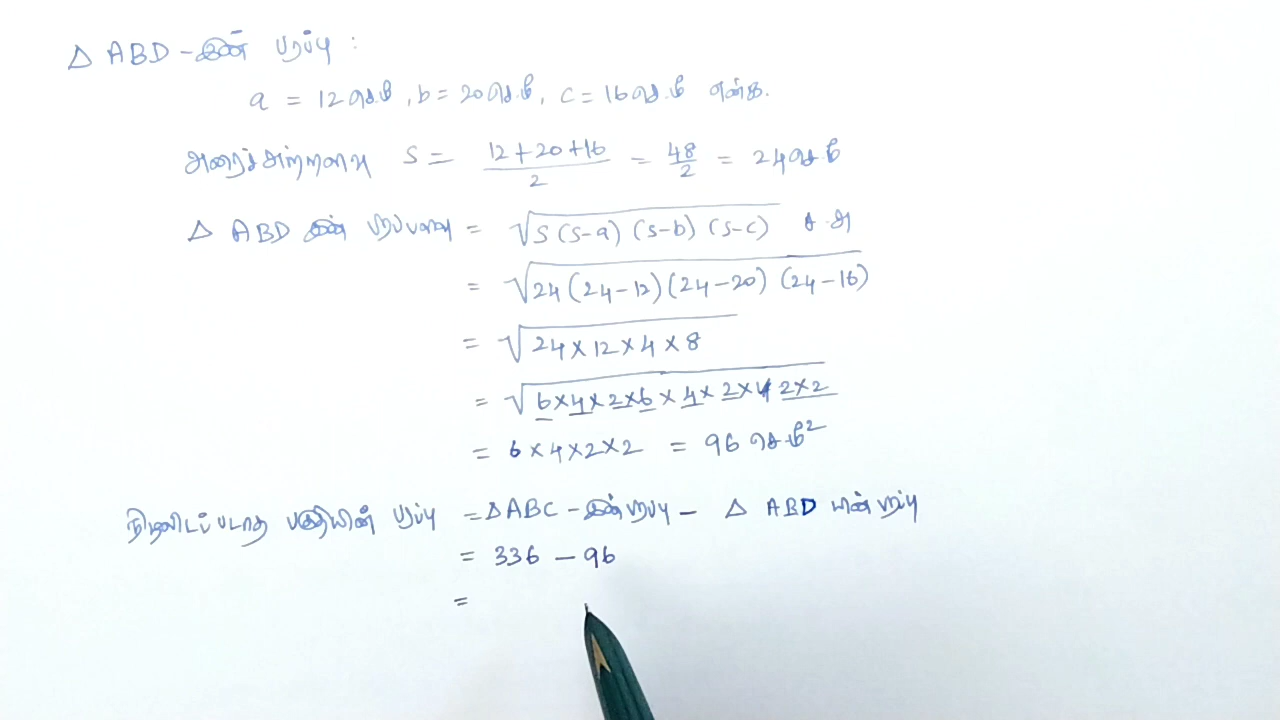 Δ ABD - இன் பரப்பு :
a = 12 செ.மீ , b = 20 செ.மீ, c = 16 செ.மீ என்க.
அரைச்சுற்றளவு s = (12+20+16)/2 = 48/2 = 24 செ.மீ
Δ ABD இன் பரப்பளவு = √s(s-a)(s-b)(s-c) ச.அ
= √24(24-12)(24-20)(24-16)
= √24×12×4×8
= √6×4×2×6×4×2×2×2
= 6×4×2×2 = 96 செ.மீ²
நிழலிடப்படாத பகுதியின் பரப்பு = ΔABC - இன் பரப்பு - Δ ABD யின் பரப்பு
= 336 - 96
=